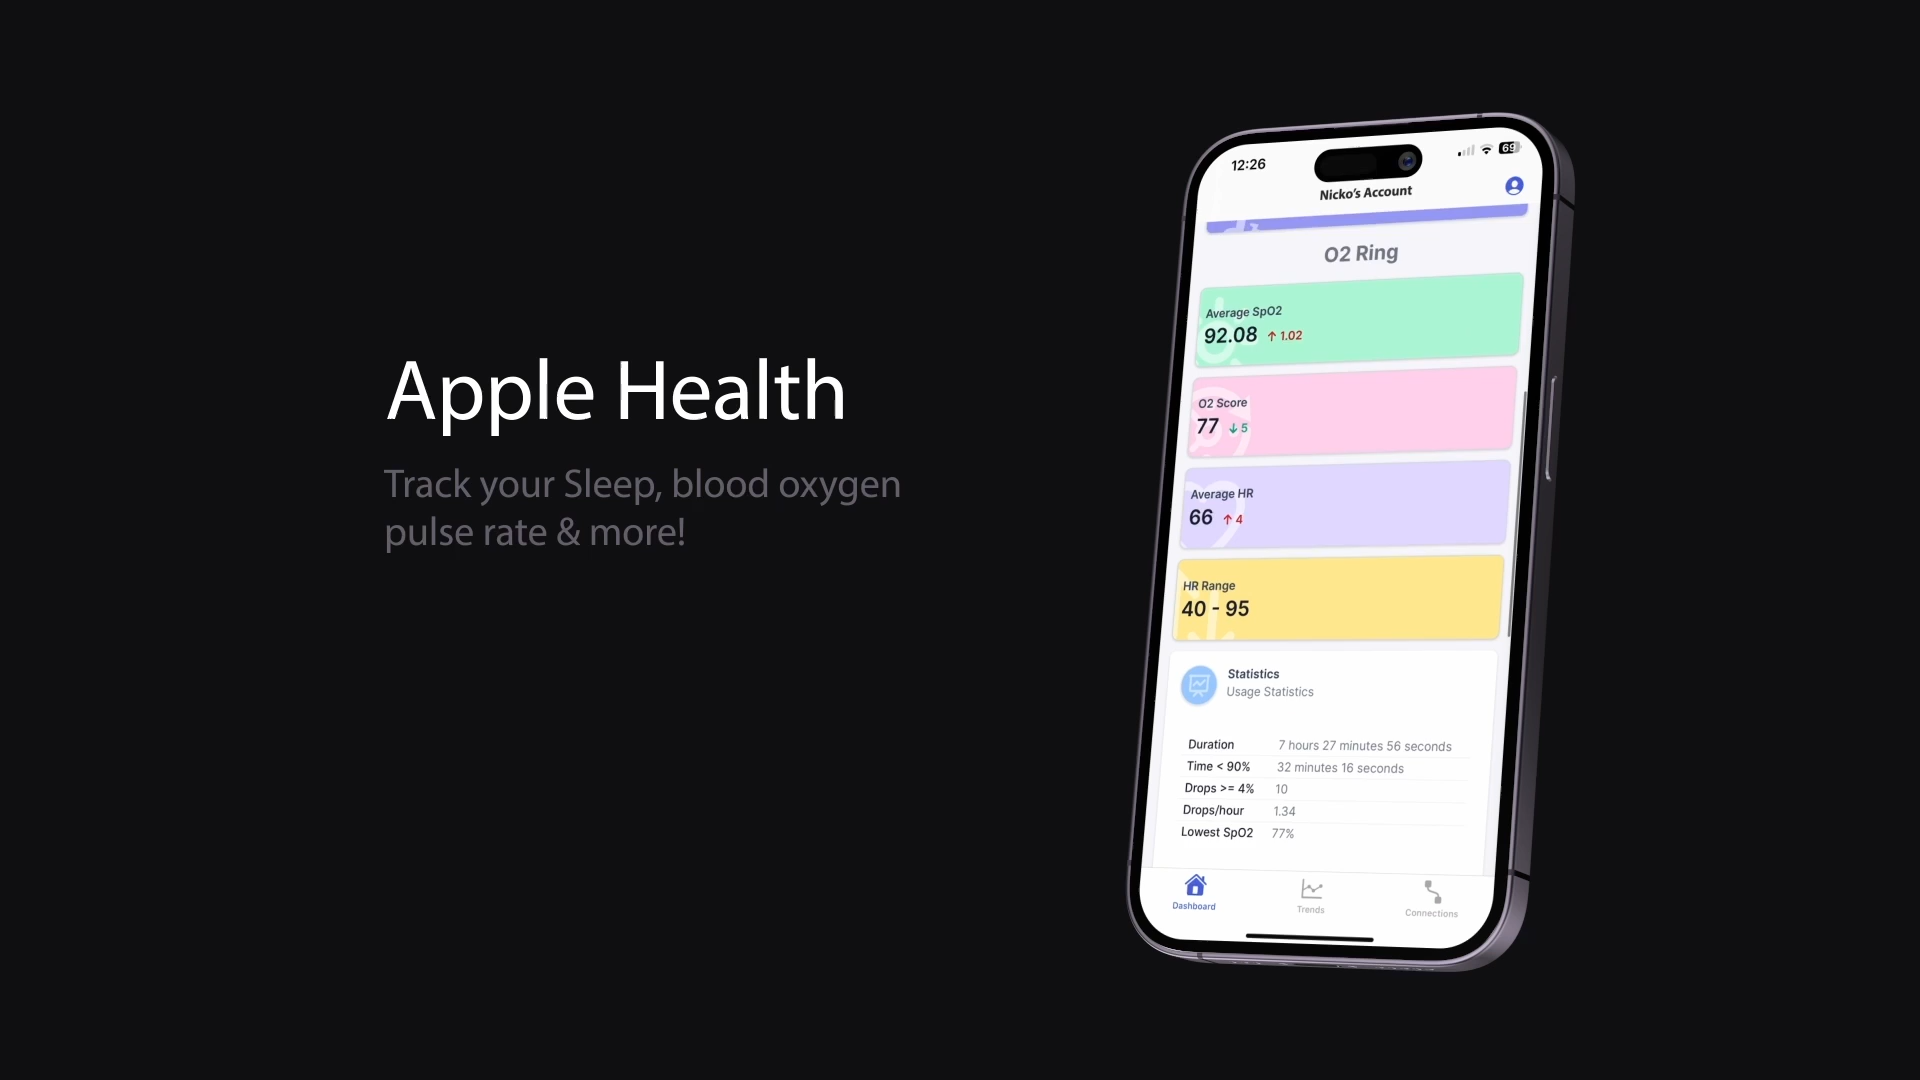 Apple Health
Track your Sleep, blood oxygen
pulse rate & more!
12:26
69
Nicko's Account
O2 Ring
Average SpO2
92.08 ↑ 1.02
O2 Score
77 ↓ 5
Average HR
66 ↑ 4
HR Range
40 - 95
Statistics
Usage Statistics
Duration 7 hours 27 minutes 56 seconds
Time < 90% 32 minutes 16 seconds
Drops >= 4% 10
Drops/hour 1.34
Lowest SpO2 77%
Dashboard Trends Connections